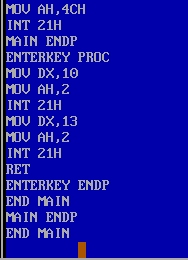 MOV AH,4CH
INT 21H
MAIN ENDP
ENTERKEY PROC
MOV DX,10
MOV AH,2
INT 21H
MOV DX,13
MOV AH,2
INT 21H
RET
ENTERKEY ENDP
END MAIN
MAIN ENDP
END MAIN